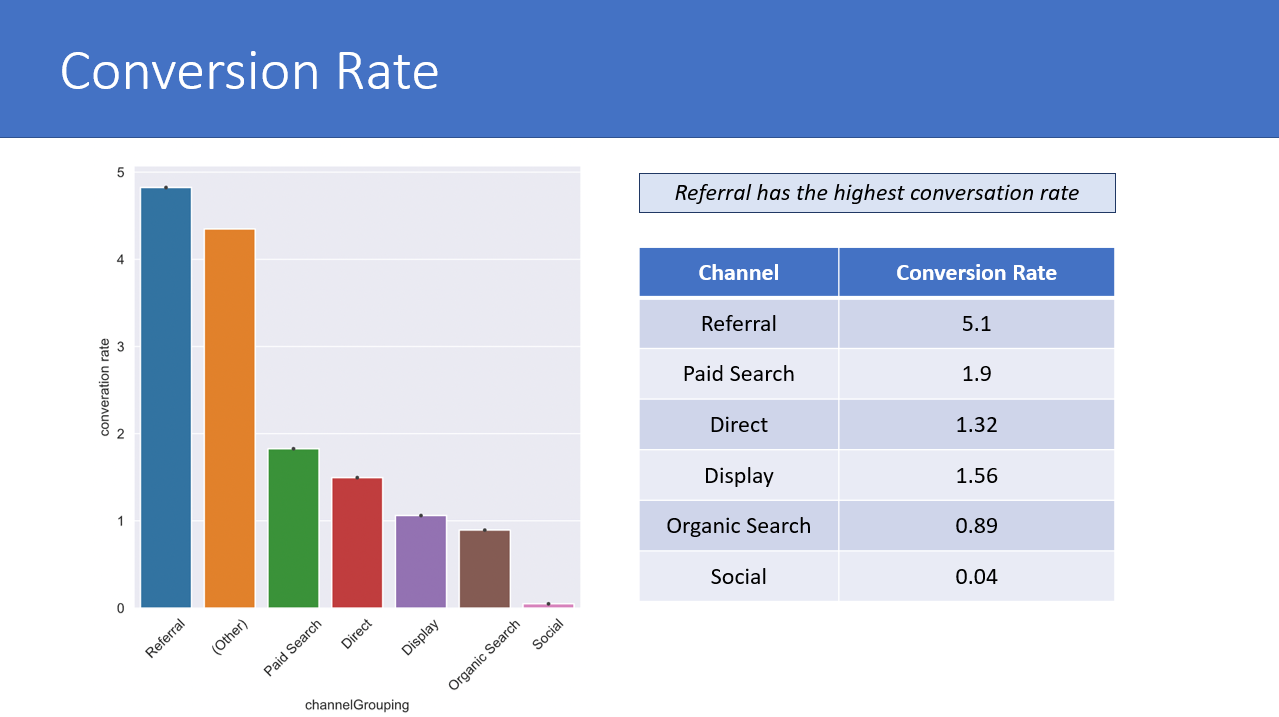 Conversion Rate
5
4
3
2
1
0
converation rate
Referral
(Other)
Paid Search
Direct
Display
Organic Search
Social
channelGrouping
Referral has the highest conversation rate
Channel Conversion Rate
Referral 5.1
Paid Search 1.9
Direct 1.32
Display 1.56
Organic Search 0.89
Social 0.04